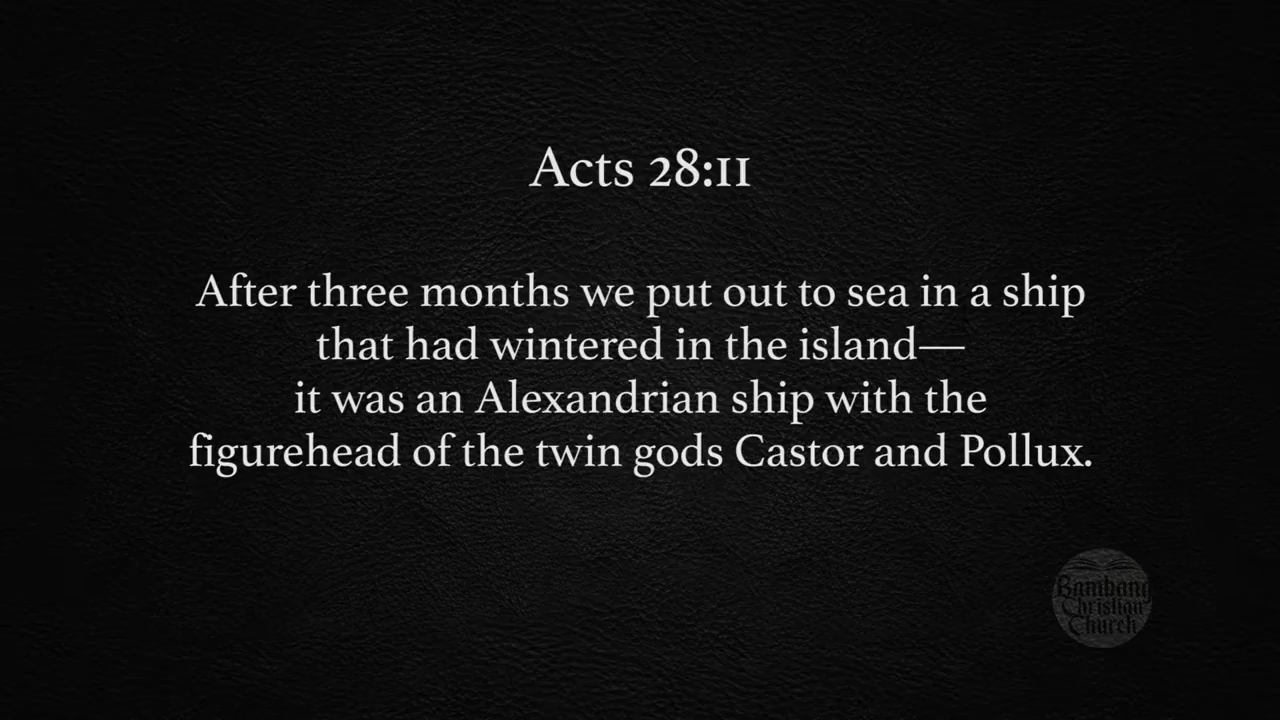 Acts 28:11
After three months we put out to sea in a ship
that had wintered in the island—
it was an Alexandrian ship with the
figurehead of the twin gods Castor and Pollux.
Bambang
Christian
Church